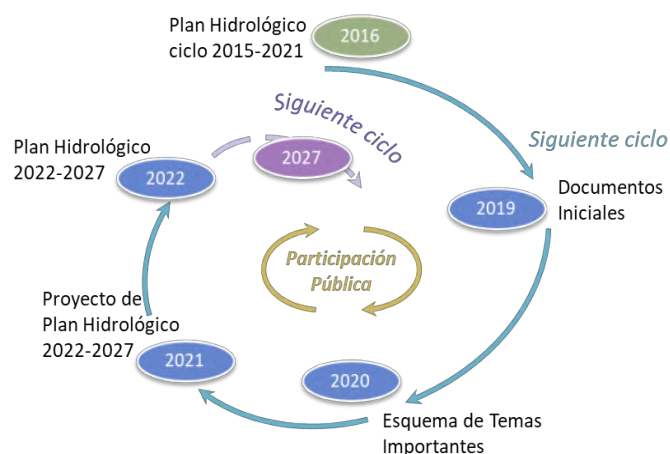 Plan Hidrológico
ciclo 2015-2021
2016
Siguiente ciclo
2019
Documentos
Iniciales
2020
Esquema de Temas
Importantes
2021
Proyecto de
Plan Hidrológico
2022-2027
2022
Plan Hidrológico
2022-2027
Siguiente ciclo
2027
Participación
Pública